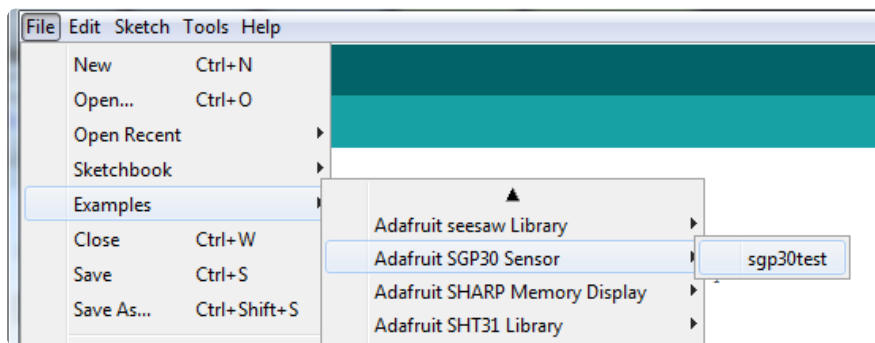 File Edit Sketch Tools Help
New Ctrl+N
Open... Ctrl+O
Open Recent
Sketchbook
Examples
Close Ctrl+W
Save Ctrl+S
Save As... Ctrl+Shift+S
Adafruit seesaw Library
Adafruit SGP30 Sensor
Adafruit SHARP Memory Display
Adafruit SHT31 Library
sgp30test